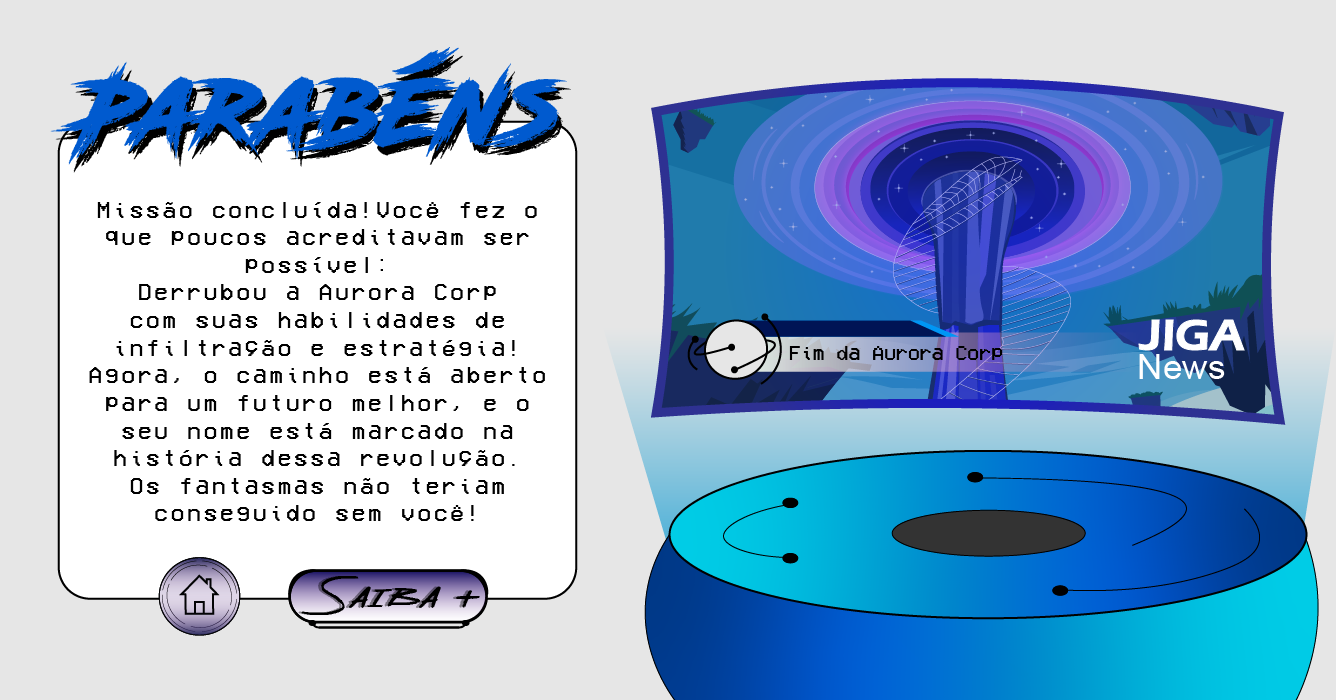 PARABÉNS
Missão concluída!Você fez o
que poucos acreditavam ser
possível:
Derrubou a Aurora Corp
com suas habilidades de
infiltração e estratégia!
Agora, o caminho está aberto
para um futuro melhor, e o
seu nome está marcado na
história dessa revolução.
Os fantasmas não teriam
conseguido sem você!
SAIBA +
Fim da Aurora Corp
JIGA
News